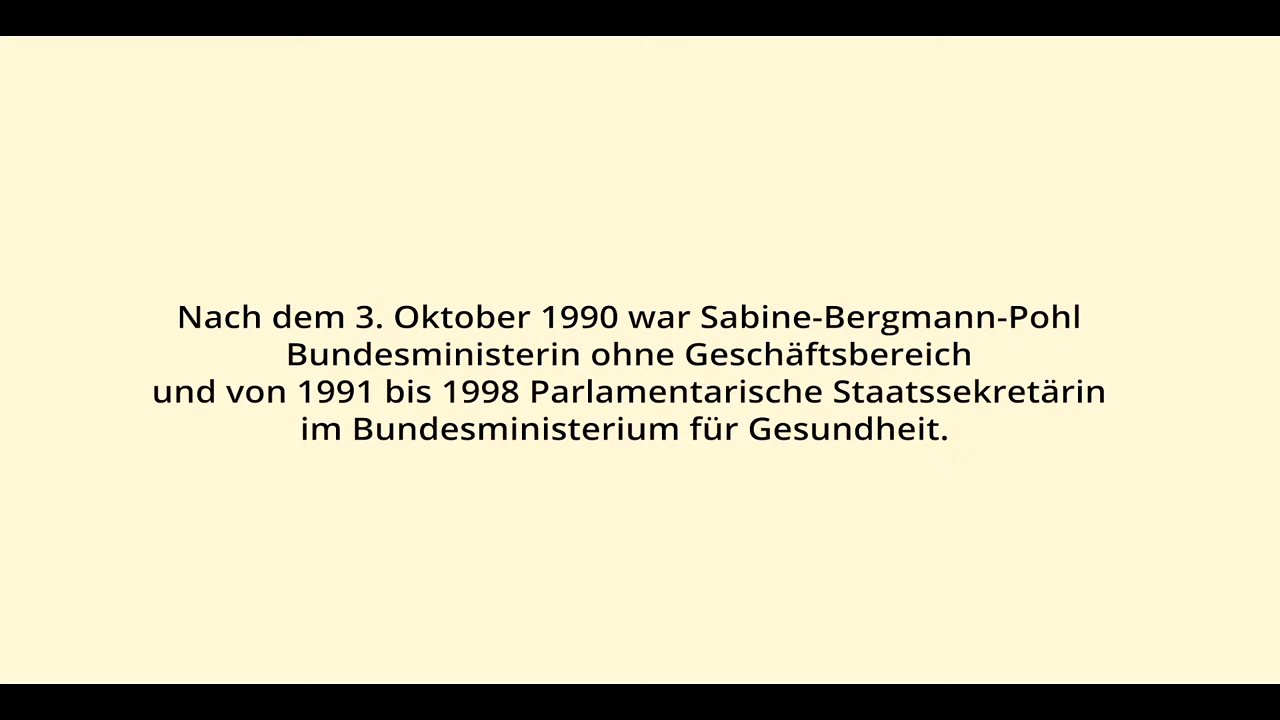 Nach dem 3. Oktober 1990 war Sabine-Bergmann-Pohl
Bundesministerin ohne Geschäftsbereich
und von 1991 bis 1998 Parlamentarische Staatssekretärin
im Bundesministerium für Gesundheit.